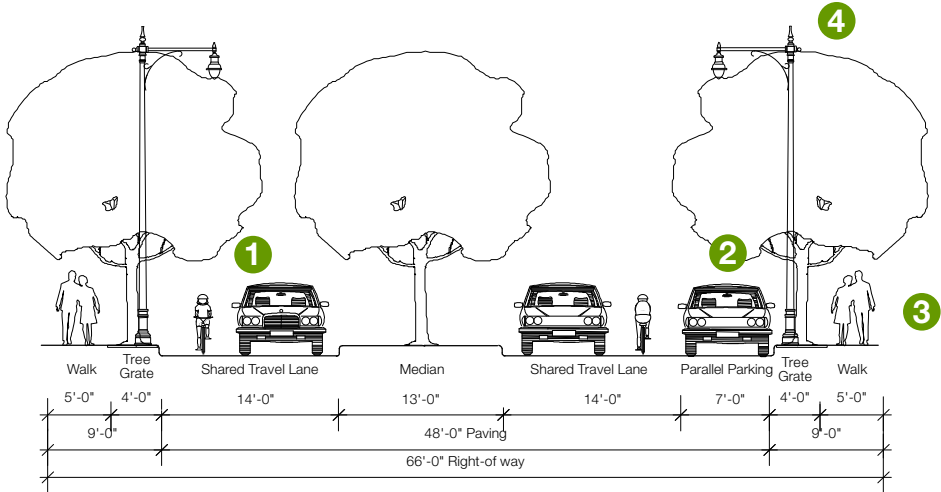 4
1
2
3
Walk
Tree
Grate
Shared Travel Lane
Median
Shared Travel Lane
Parallel Parking
Tree
Grate
Walk
5'-0"
4'-0"
14'-0"
13'-0"
14'-0"
7'-0"
4'-0"
5'-0"
9'-0"
48'-0" Paving
9'-0"
66'-0" Right-of way